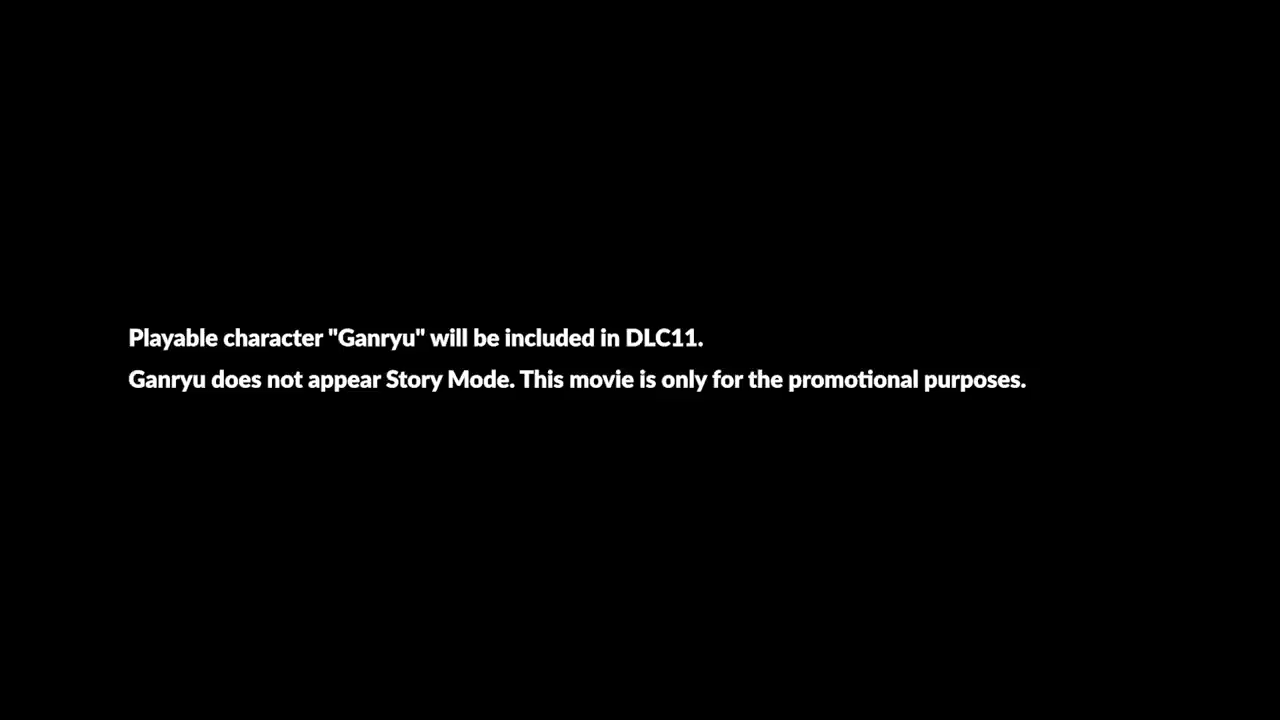 Playable character "Ganryu" will be included in DLC11.
Ganryu does not appear Story Mode. This movie is only for the promotional purposes.